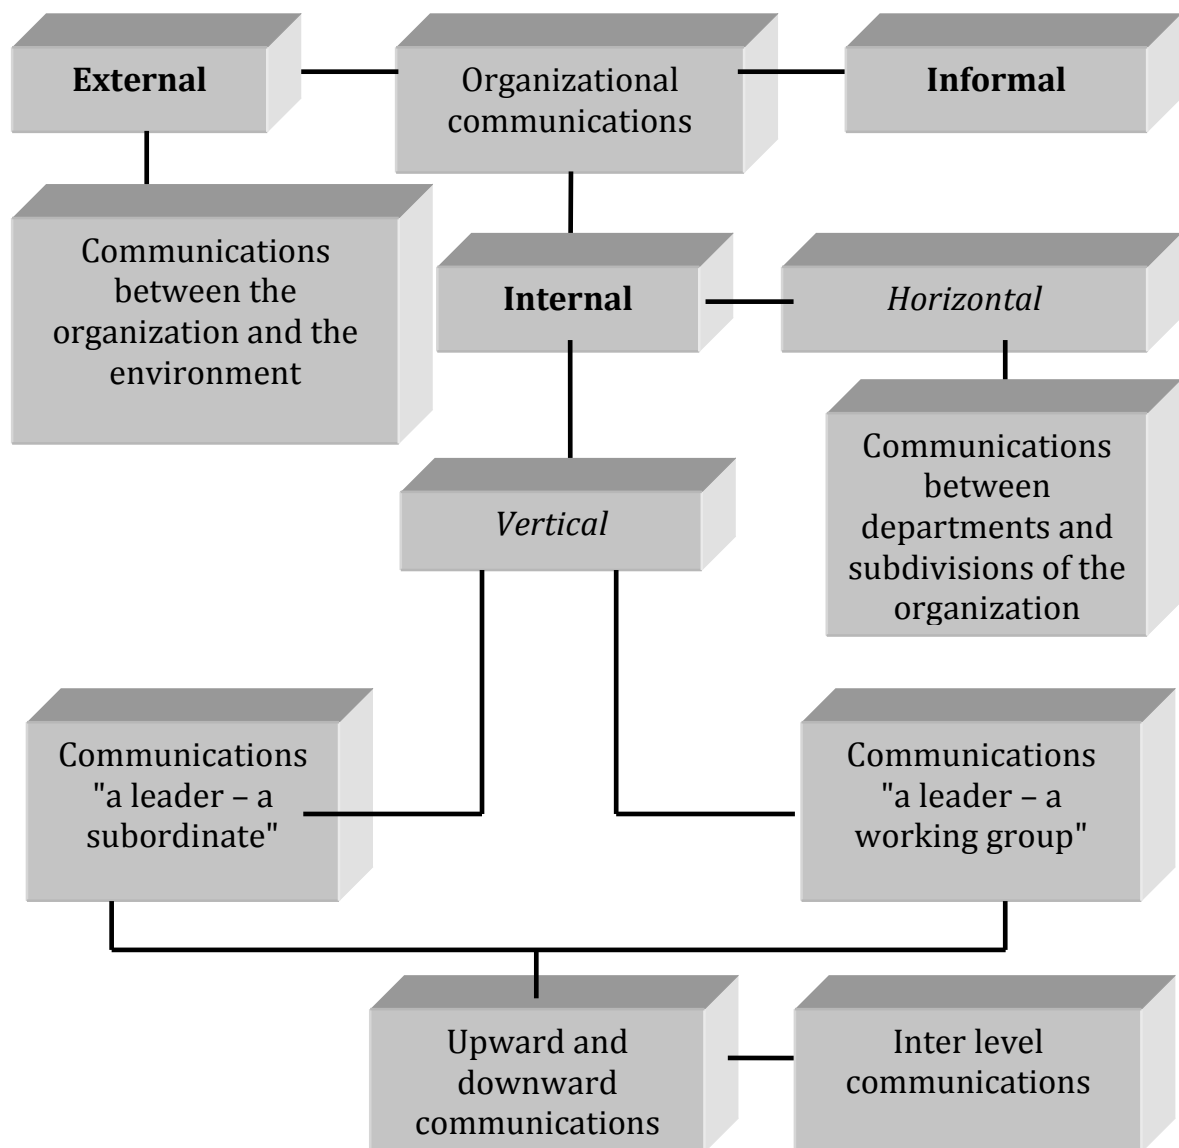 External
Organizational
communications
Informal
Communications
between the
organization and the
environment
Internal
Horizontal
Communications
between
departments and
subdivisions of the
organization
Vertical
Communications
"a leader – a
subordinate"
Communications
"a leader – a
working group"
Upward and
downward
communications
Inter level
communications